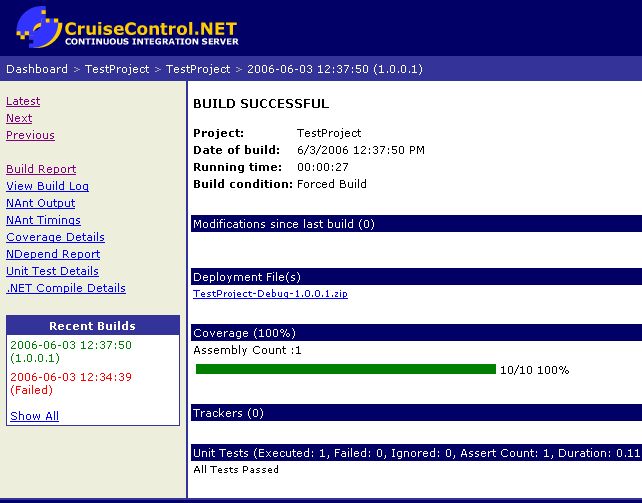 CruiseControl.NET
CONTINUOUS INTEGRATION SERVER
Dashboard > TestProject > TestProject > 2006-06-03 12:37:50 (1.0.0.1)
Latest
Next
Previous
Build Report
View Build Log
NAnt Output
NAnt Timings
Coverage Details
NDepend Report
Unit Test Details
.NET Compile Details
Recent Builds
2006-06-03 12:37:50
(1.0.0.1)
2006-06-03 12:34:39
(Failed)
Show All
BUILD SUCCESSFUL
Project: TestProject
Date of build: 6/3/2006 12:37:50 PM
Running time: 00:00:27
Build condition: Forced Build
Modifications since last build (0)
Deployment File(s)
TestProject-Debug-1.0.0.1.zip
Coverage (100%)
Assembly Count :1
10/10 100%
Trackers (0)
Unit Tests (Executed: 1, Failed: 0, Ignored: 0, Assert Count: 1, Duration: 0.11
All Tests Passed